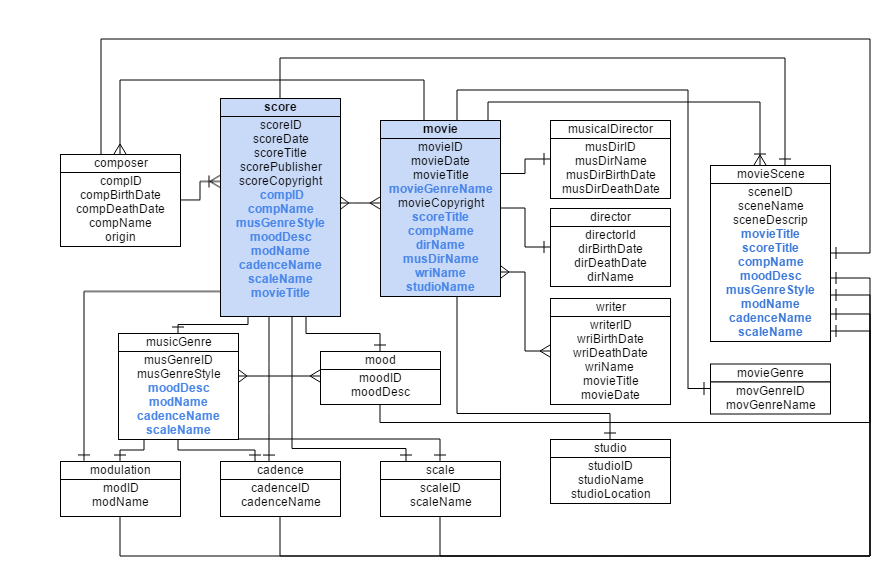 score
scoreID
scoreDate
scoreTitle
scorePublisher
scoreCopyright
compID
compName
musGenreStyle
moodDesc
modName
cadenceName
scaleName
movieTitle
movie
movieID
movieDate
movieTitle
movieGenreName
movieCopyright
scoreTitle
compName
dirName
musDirName
wriName
studioName
musicalDirector
musDirID
musDirName
musDirBirthDate
musDirDeathDate
composer
compID
compBirthDate
compDeathDate
compName
origin
movieScene
sceneID
sceneName
sceneDescrip
movieTitle
scoreTitle
compName
moodDesc
musGenreStyle
modName
cadenceName
scaleName
director
directorId
dirBirthDate
dirDeathDate
dirName
writer
writerID
wriBirthDate
wriDeathDate
wriName
movieTitle
movieDate
musicGenre
musGenreID
musGenreStyle
moodDesc
modName
cadenceName
scaleName
mood
moodID
moodDesc
movieGenre
movGenreID
movGenreName
studio
studioID
studioName
studioLocation
modulation
modID
modName
cadence
cadenceID
cadenceName
scale
scaleID
scaleName